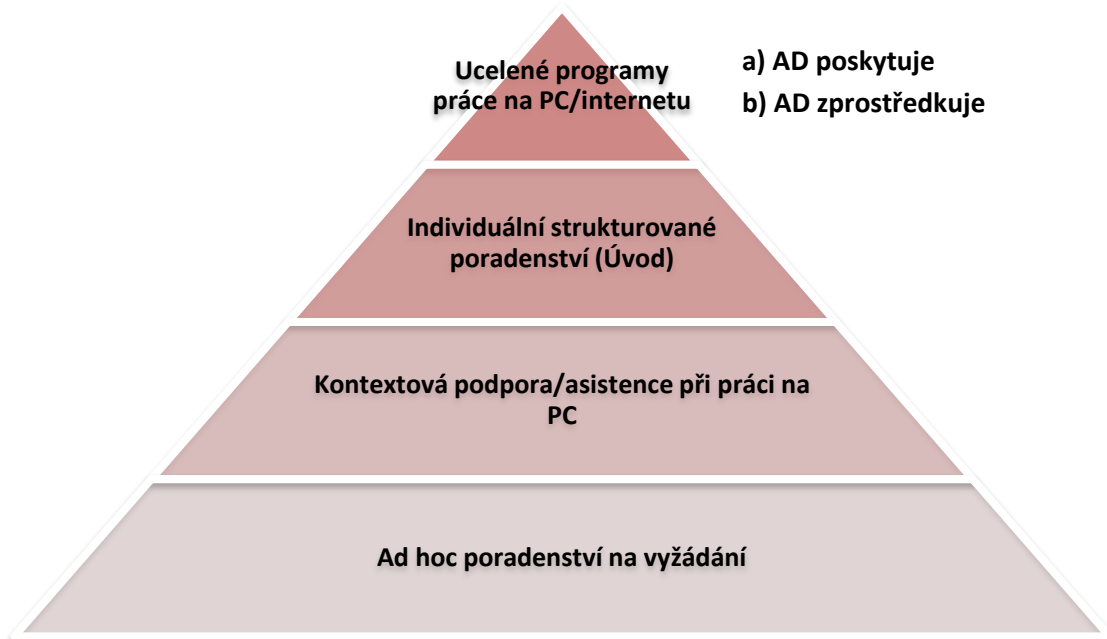 Ucelené programy
práce na PC/internetu
a) AD poskytuje
b) AD zprostředkuje
Individuální strukturované
poradenství (Úvod)
Kontextová podpora/asistence při práci na
PC
Ad hoc poradenství na vyžádání